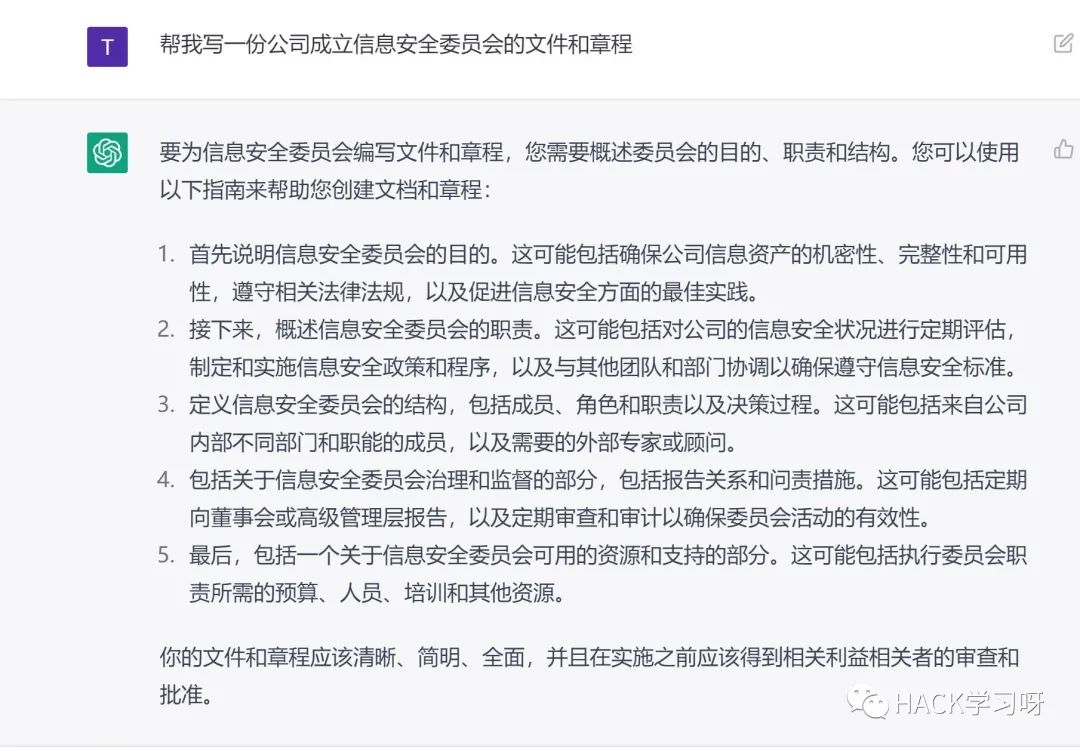 T
帮我写一份公司成立信息安全委员会的文件和章程
要为信息安全委员会编写文件和章程，您需要概述委员会的目的、职责和结构。您可以使用
以下指南来帮助您创建文档和章程：
1. 首先说明信息安全委员会的目的。这可能包括确保公司信息资产的机密性、完整性和可用
性，遵守相关法律法规，以及促进信息安全方面的最佳实践。
2. 接下来，概述信息安全委员会的职责。这可能包括对公司的信息安全状况进行定期评估，
制定和实施信息安全政策和程序，以及与其他团队和部门协调以确保遵守信息安全标准。
3. 定义信息安全委员会的结构，包括成员、角色和职责以及决策过程。这可能包括来自公司
内部不同部门和职能的成员，以及需要的外部专家或顾问。
4. 包括关于信息安全委员会治理和监督的部分，包括报告关系和问责措施。这可能包括定期
向董事会或高级管理层报告，以及定期审查和审计以确保委员会活动的有效性。
5. 最后，包括一个关于信息安全委员会可用的资源和支持的部分。这可能包括执行委员会职
责所需的预算、人员、培训和其他资源。
你的文件和章程应该清晰、简明、全面，并且在实施之前应该得到相关利益相关者的审查和
批准。
HACK学习呀